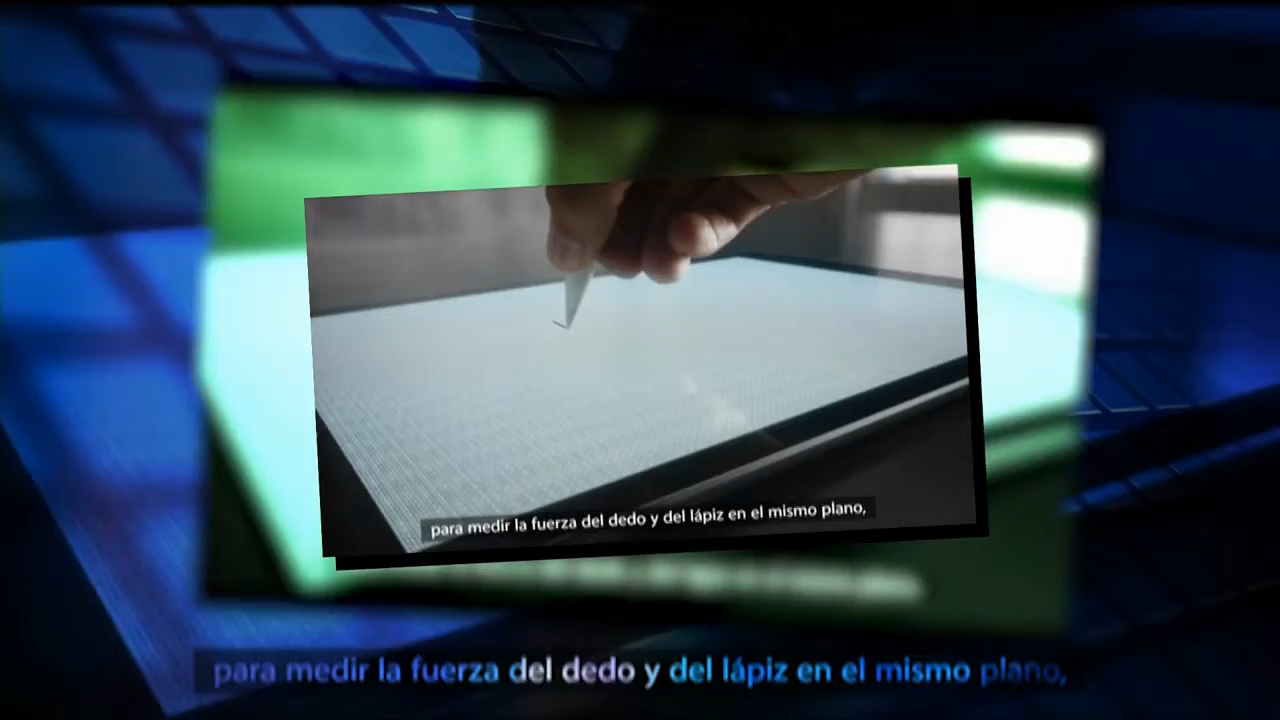 para medir la fuerza del dedo y del lápiz en el mismo plano,
para medir la fuerza del dedo y del lápiz en el mismo plano,